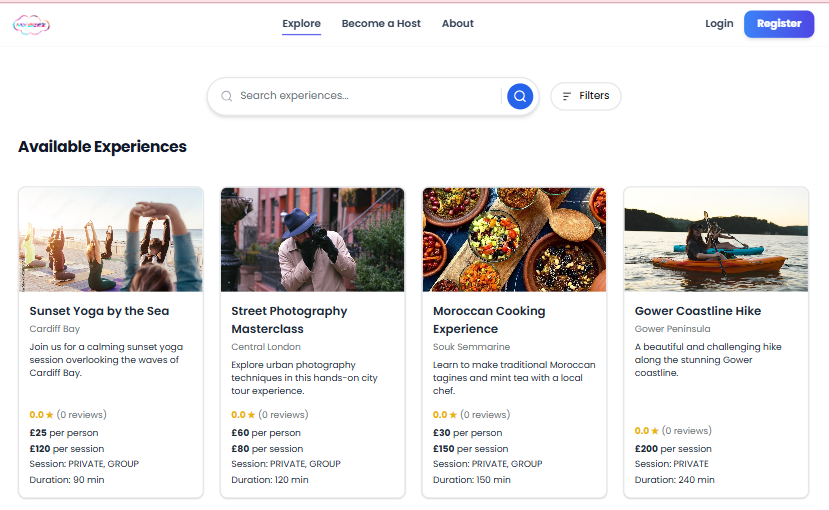 Explore
Become a Host
About
Login
Register
Search experiences...
Filters
Available Experiences
Sunset Yoga by the Sea
Cardiff Bay
Join us for a calming sunset yoga
session overlooking the waves of
Cardiff Bay.
0.0 ★ (0 reviews)
£25 per person
£120 per session
Session: PRIVATE, GROUP
Duration: 90 min
Street Photography
Masterclass
Central London
Explore urban photography
techniques in this hands-on city
tour experience.
0.0 ★ (0 reviews)
£60 per person
£80 per session
Session: PRIVATE, GROUP
Duration: 120 min
Moroccan Cooking
Experience
Souk Semmarine
Learn to make traditional Moroccan
tagines and mint tea with a local
chef.
0.0 ★ (0 reviews)
£30 per person
£150 per session
Session: PRIVATE, GROUP
Duration: 150 min
Gower Coastline Hike
Gower Peninsula
A beautiful and challenging hike
along the stunning Gower
coastline.
0.0 ★ (0 reviews)
£200 per session
Session: PRIVATE
Duration: 240 min